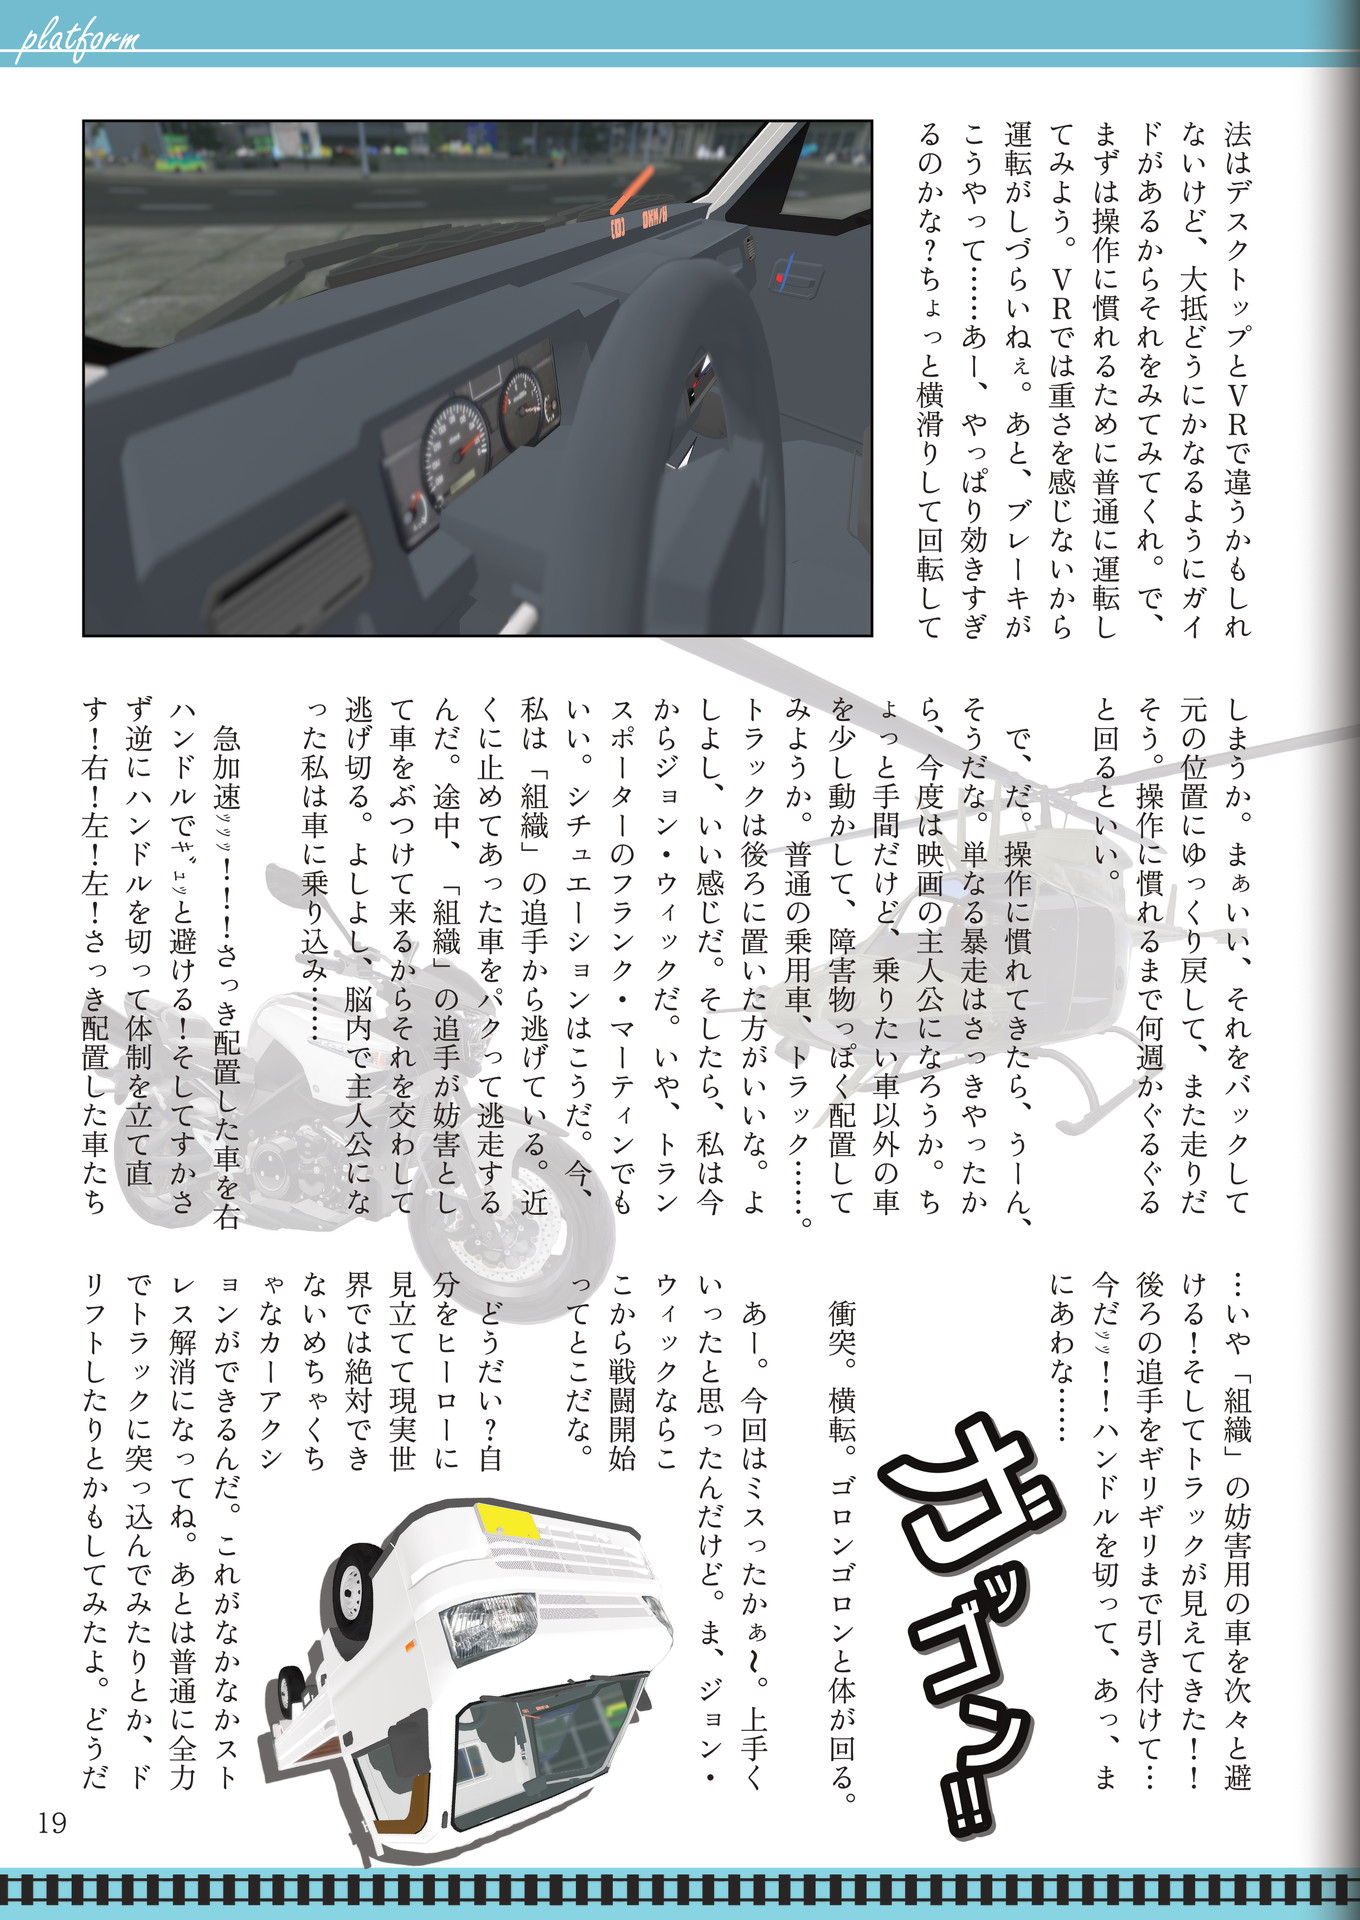 platform
法はデスクトップとVRで違うかもしれ
ないけど、大抵どうにかなるようにガイ
ドがあるからそれをみてみてくれ。で、
まずは操作に慣れるために普通に運転し
てみよう。VRでは重さを感じないから
運転がしづらいねぇ。あと、ブレーキが
こうやって……あー、やっぱり効きすぎ
るのかな？ちょっと横滑りして回転して
[D] 0KM/H
しまうか。まぁいい、それをバックして
元の位置にゆっくり戻して、また走りだ
そう。操作に慣れるまで何週かぐるぐる
と回るといい。
で、だ。操作に慣れてきたら、うーん、
そうだな。単なる暴走はさっきやったか
ら、今度は映画の主人公になろうか。ち
ょっと手間だけど、乗りたい車以外の車
を少し動かして、障害物っぽく配置して
みようか。普通の乗用車、トラック……。
トラックは後ろに置いた方がいいな。よ
しよし、いい感じだ。そしたら、私は今
からジョン・ウィックだ。いや、トラン
スポーターのフランク・マーティンでも
いい。シチュエーションはこうだ。今、
私は「組織」の追手から逃げている。近
くに止めてあった車をパクって逃走する
んだ。途中、「組織」の追手が妨害とし
て車をぶつけて来るからそれを交わして
逃げ切る。よしよし、脳内で主人公にな
った私は車に乗り込み……
急加速ｯｯｯ！！！さっき配置した車を右
ハンドルでｷﾞｭｯと避ける！そしてすかさ
ず逆にハンドルを切って体制を立て直
す！右！左！左！さっき配置した車たち
…いや「組織」の妨害用の車を次々と避
ける！そしてトラックが見えてきた！！
後ろの追手をギリギリまで引き付けて…
今だｯｯ！！ハンドルを切って、あっ、ま
にあわな……
ガッゴン!!
衝突。横転。ゴロンゴロンと体が回る。
あー。今回はミスったかぁ～。上手く
いったと思ったんだけど。ま、ジョン・
ウィックならこ
こから戦闘開始
ってとこだな。
どうだい？自
分をヒーローに
見立てて現実世
界では絶対でき
ないめちゃくち
ゃなカーアクシ
ョンができるんだ。これがなかなかスト
レス解消になってね。あとは普通に全力
でトラックに突っ込んでみたりとか、ド
リフトしたりとかもしてみたよ。どうだ
19